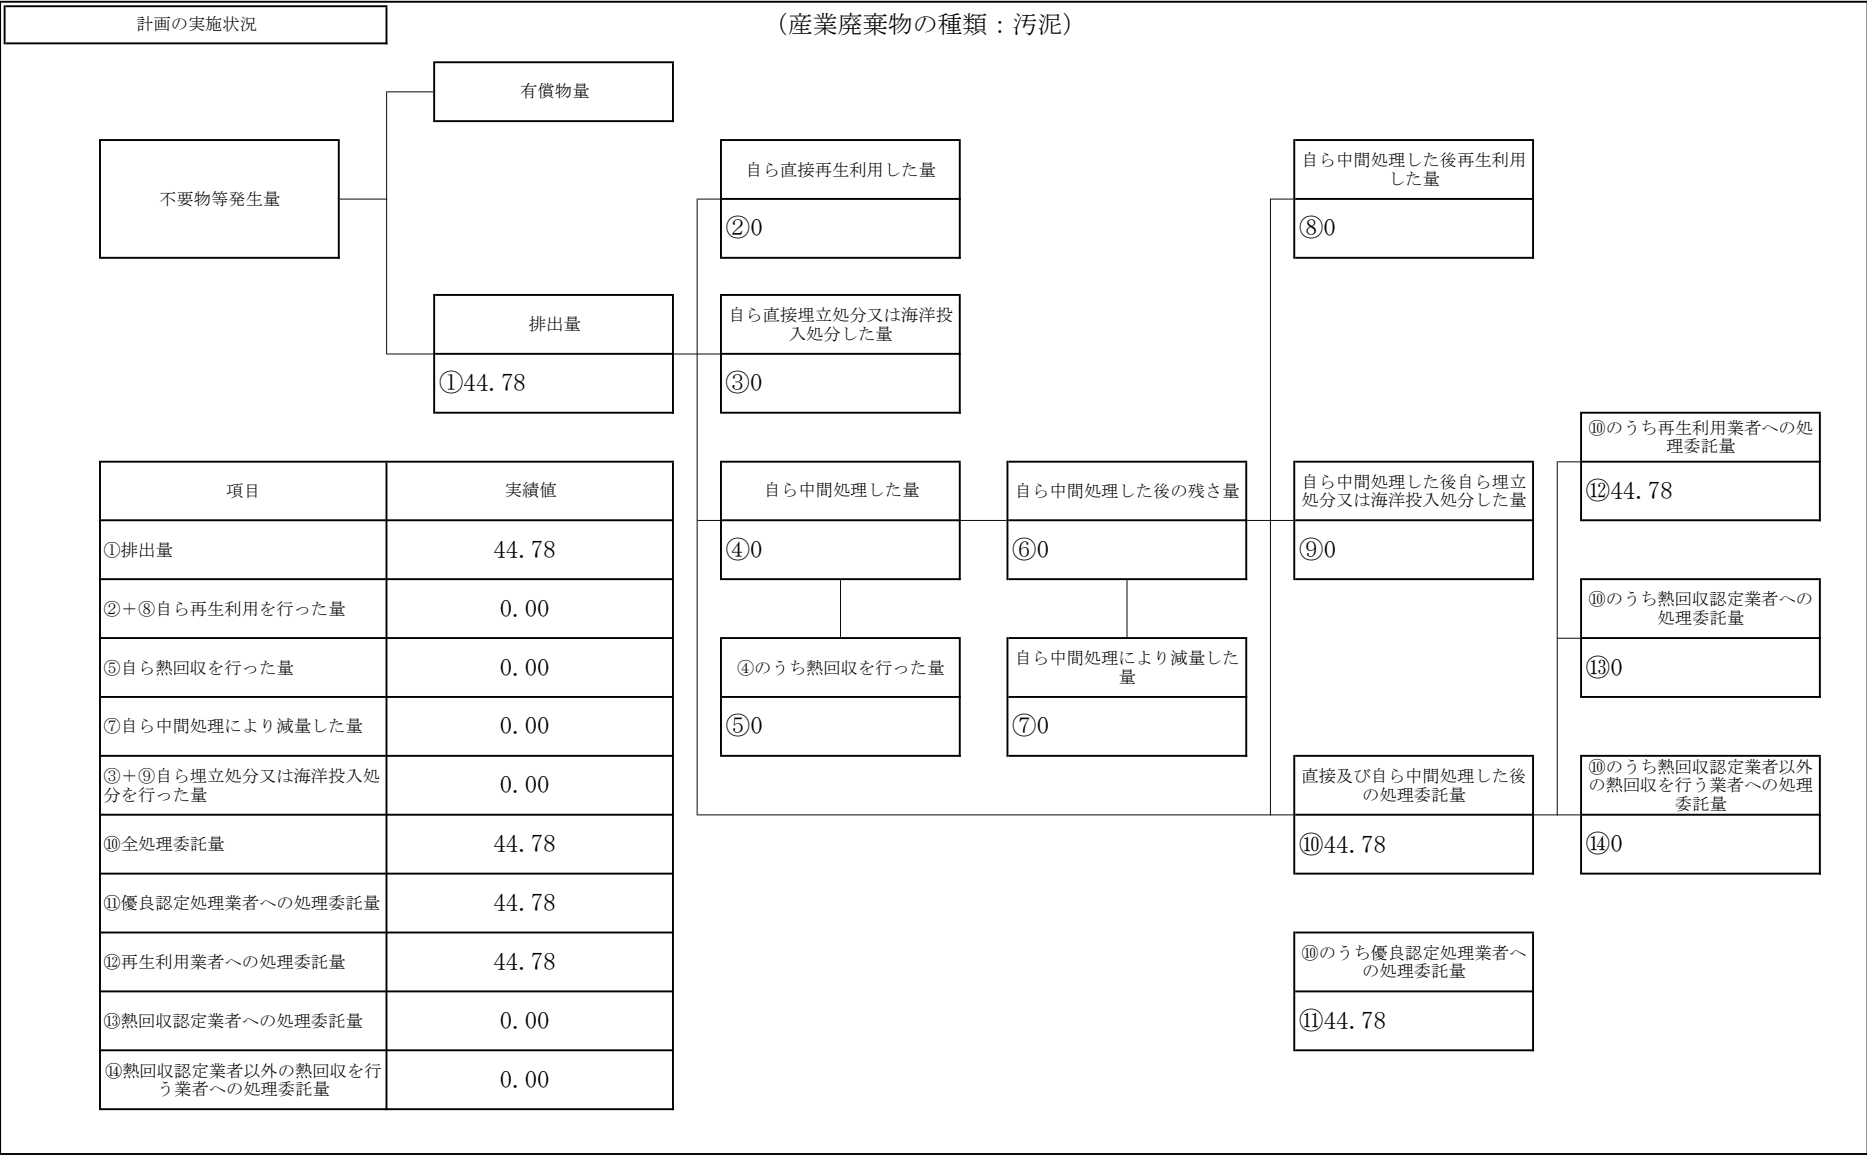 計画の実施状況
（産業廃棄物の種類：汚泥）
有償物量
不要物等発生量
自ら直接再生利用した量
②0
自ら中間処理した後再生利用
した量
⑧0
排出量
①44.78
自ら直接埋立処分又は海洋投
入処分した量
③0
項目 実績値
①排出量 44.78
②＋⑧自ら再生利用を行った量 0.00
⑤自ら熱回収を行った量 0.00
⑦自ら中間処理により減量した量 0.00
③＋⑨自ら埋立処分又は海洋投入処
分を行った量 0.00
⑩全処理委託量 44.78
⑪優良認定処理業者への処理委託量 44.78
⑫再生利用業者への処理委託量 44.78
⑬熱回収認定業者への処理委託量 0.00
⑭熱回収認定業者以外の熱回収を行
う業者への処理委託量 0.00
自ら中間処理した量
④0
④のうち熱回収を行った量
⑤0
自ら中間処理した後の残さ量
⑥0
自ら中間処理により減量した
量
⑦0
自ら中間処理した後自ら埋立
処分又は海洋投入処分した量
⑨0
直接及び自ら中間処理した後
の処理委託量
⑩44.78
⑩のうち優良認定処理業者へ
の処理委託量
⑪44.78
⑩のうち再生利用業者への処
理委託量
⑫44.78
⑩のうち熱回収認定業者への
処理委託量
⑬0
⑩のうち熱回収認定業者以外
の熱回収を行う業者への処理
委託量
⑭0